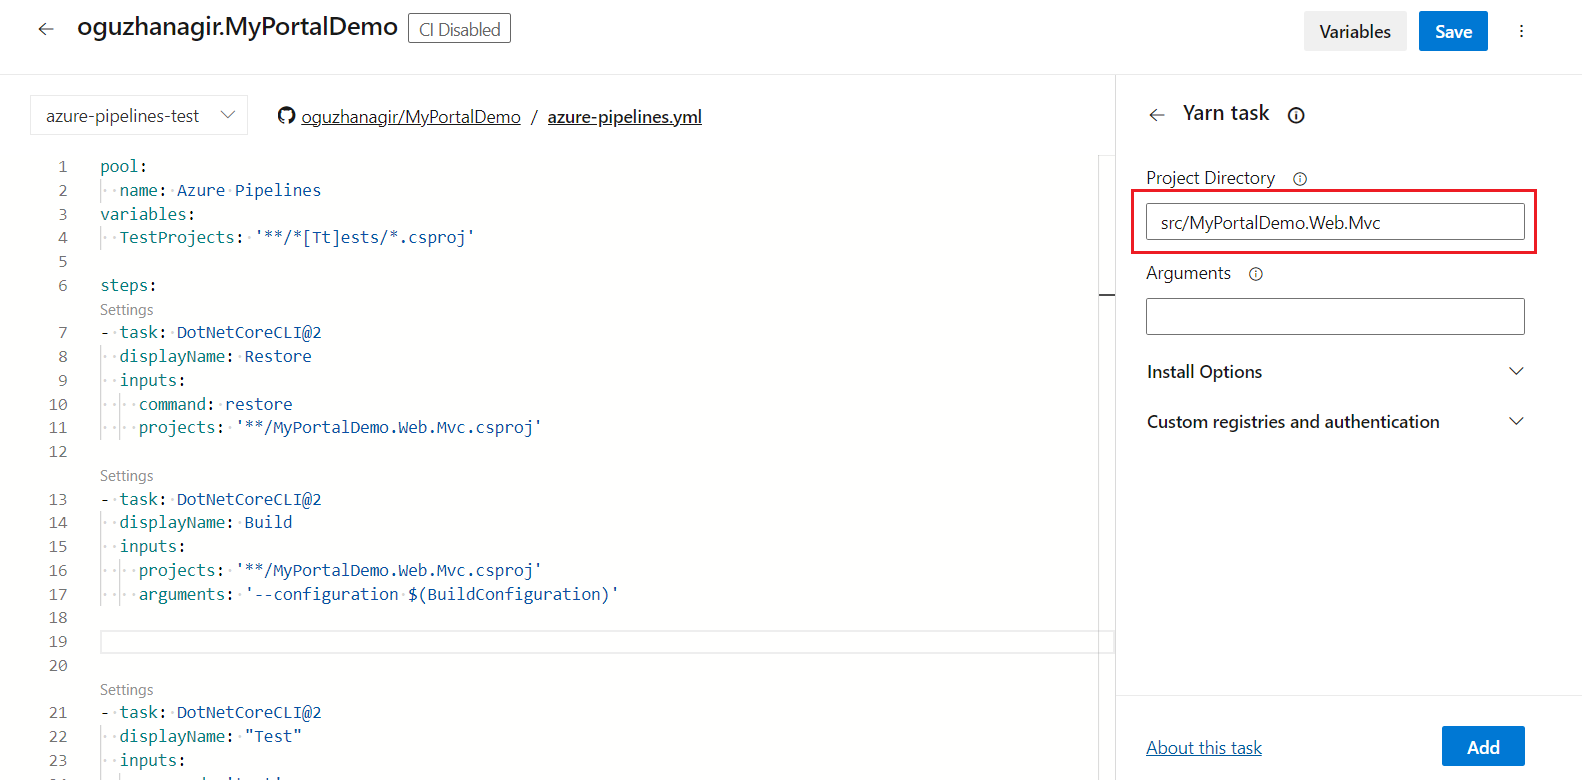 oguzhanagir.MyPortalDemo CI Disabled Variables Save
azure-pipelines-test oguzhanagir/MyPortalDemo / azure-pipelines.yml
1 pool:
2 name: Azure Pipelines
3 variables:
4 TestProjects: '**/*[Tt]ests/*.csproj'
5
6 steps:
Settings
7 - task: DotNetCoreCLI@2
8 displayName: Restore
9 inputs:
10 command: restore
11 projects: '**/MyPortalDemo.Web.Mvc.csproj'
12
Settings
13 - task: DotNetCoreCLI@2
14 displayName: Build
15 inputs:
16 projects: '**/MyPortalDemo.Web.Mvc.csproj'
17 arguments: '--configuration $(BuildConfiguration)'
18
19
20
Settings
21 - task: DotNetCoreCLI@2
22 displayName: "Test"
23 inputs:
Yarn task
Project Directory
src/MyPortalDemo.Web.Mvc
Arguments
Install Options
Custom registries and authentication
About this task Add